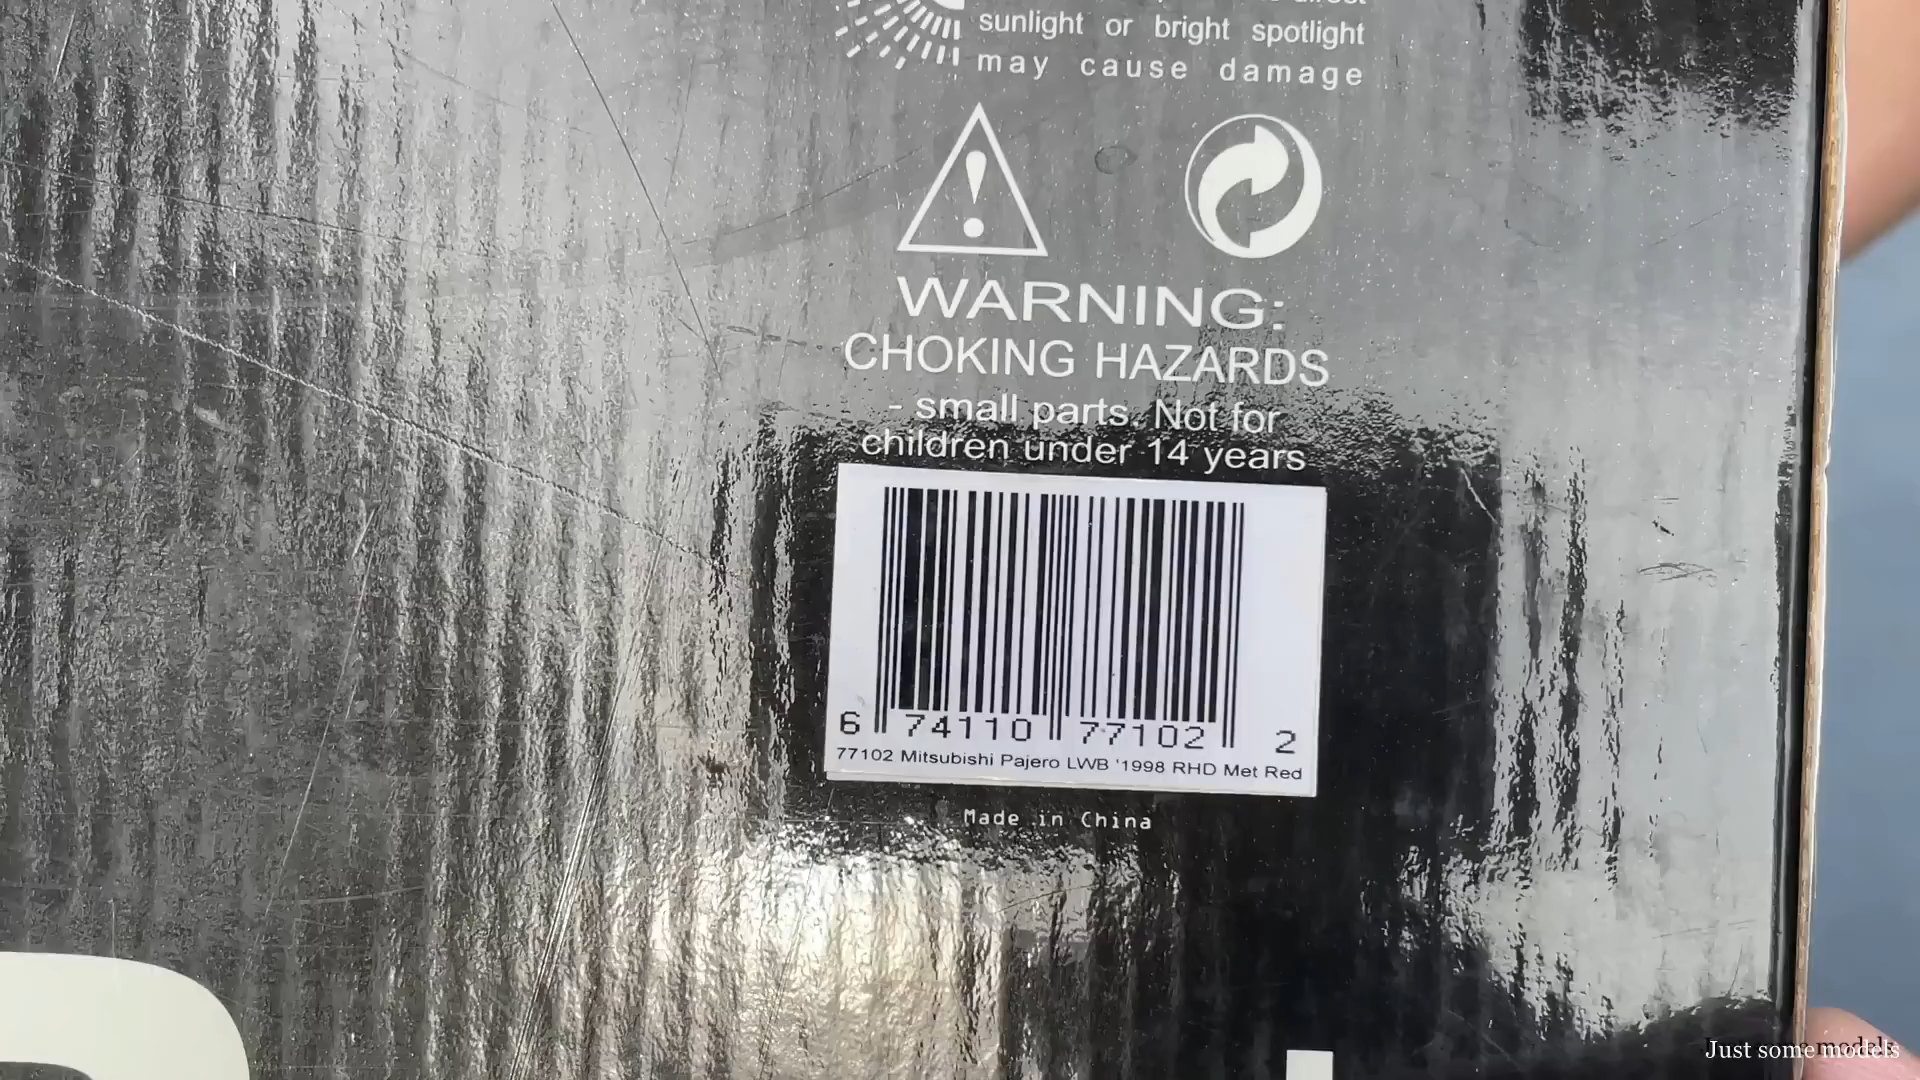 sunlight or bright spotlight
may cause damage
WARNING:
CHOKING HAZARDS
- small parts. Not for
children under 14 years
6 74110 77102 2
77102 Mitsubishi Pajero LWB '1998 RHD Met Red
Made in China
Just some models